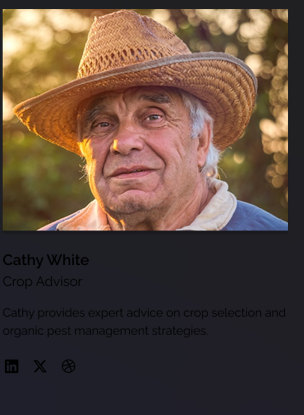 Cathy White
Crop Advisor
Cathy provides expert advice on crop selection and
organic pest management strategies.